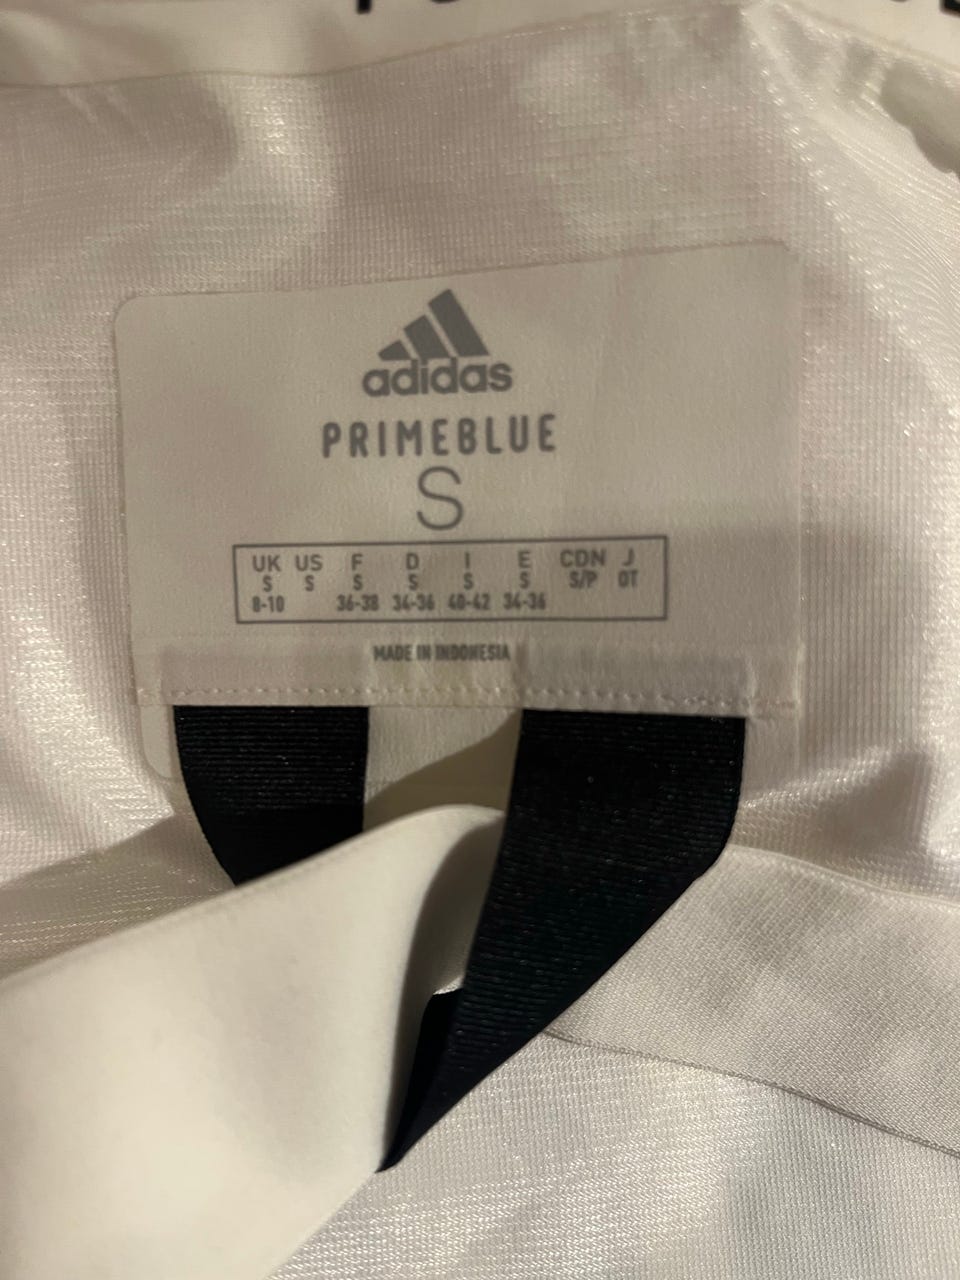 adidas
PRIMEBLUE
S
UK US F D I E CDN J
S S S S S S S/P OT
8-10 36-38 34-36 40-42 34-36
MADE IN INDONESIA